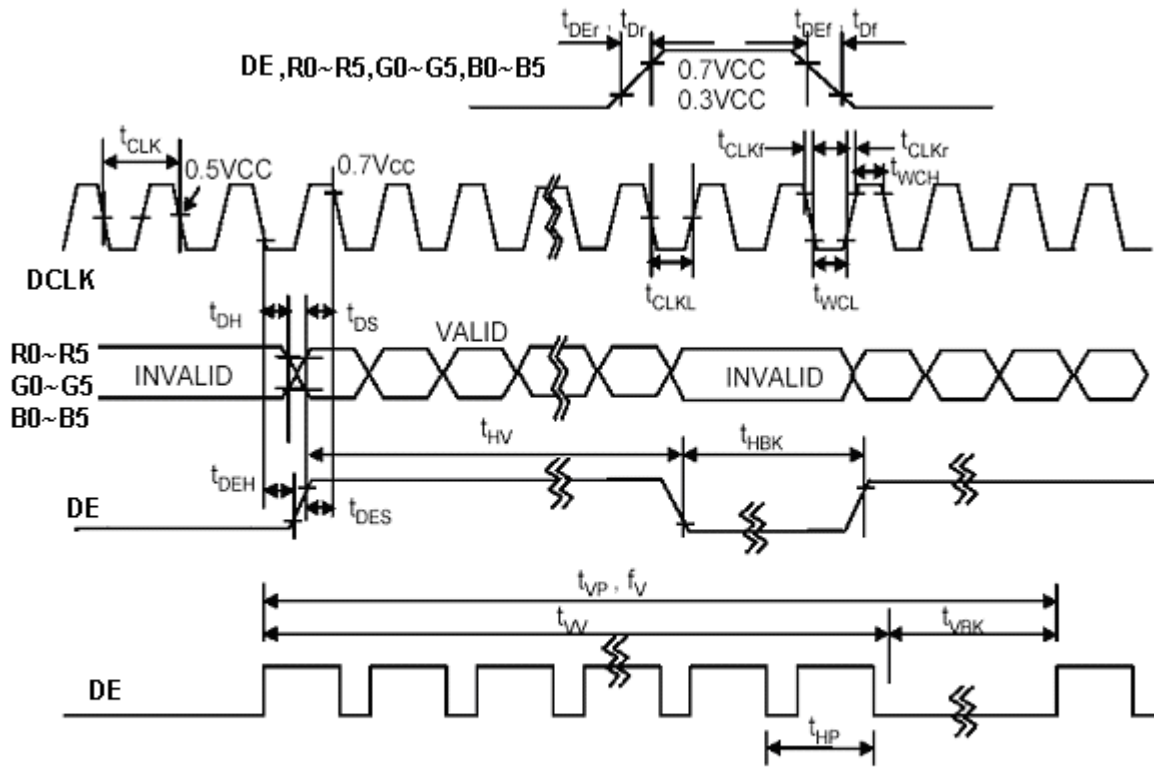 tDEr , tDr
tDEf , tDf
DE ,R0~R5,G0~G5,B0~B5
0.7VCC
0.3VCC
tCLK
0.5VCC
0.7Vcc
tCLKf
tCLKr
tWCH
DCLK
tCLKL
tWCL
tDH
tDS
VALID
R0~R5
G0~G5
B0~B5
INVALID
INVALID
tHV
tHBK
tDEH
DE
tDES
tVP , fV
tVV
tVBK
DE
tHP